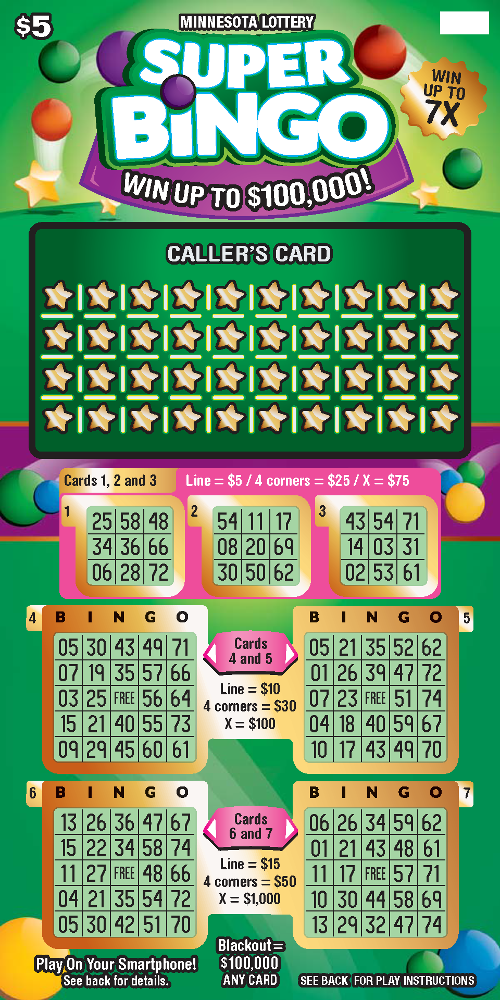 $5
MINNESOTA LOTTERY
SUPER
BiNGO
WIN
UP TO
7X
WIN UP TO $100,000!
CALLER'S CARD
Cards 1, 2 and 3
Line = $5 / 4 corners = $25 / X = $75
1
25 58 48
34 36 66
06 28 72
2
54 11 17
08 20 69
30 50 62
3
43 54 71
14 03 31
02 53 61
4
B I N G O
05 30 43 49 71
07 19 35 57 66
03 25 FREE 56 64
15 21 40 55 73
09 29 45 60 61
Cards
4 and 5
Line = $10
4 corners = $30
X = $100
5
B I N G O
05 21 35 52 62
01 26 39 47 72
07 23 FREE 51 74
04 18 40 59 67
10 17 43 49 70
6
B I N G O
13 26 36 47 67
15 22 34 58 74
11 27 FREE 48 66
04 21 35 54 72
05 30 42 51 70
Cards
6 and 7
Line = $15
4 corners = $50
X = $1,000
7
B I N G O
06 26 34 59 62
01 21 43 48 61
11 17 FREE 57 71
10 30 44 58 69
13 29 32 47 74
Play On Your Smartphone!
See back for details.
Blackout =
$100,000
ANY CARD
SEE BACK FOR PLAY INSTRUCTIONS